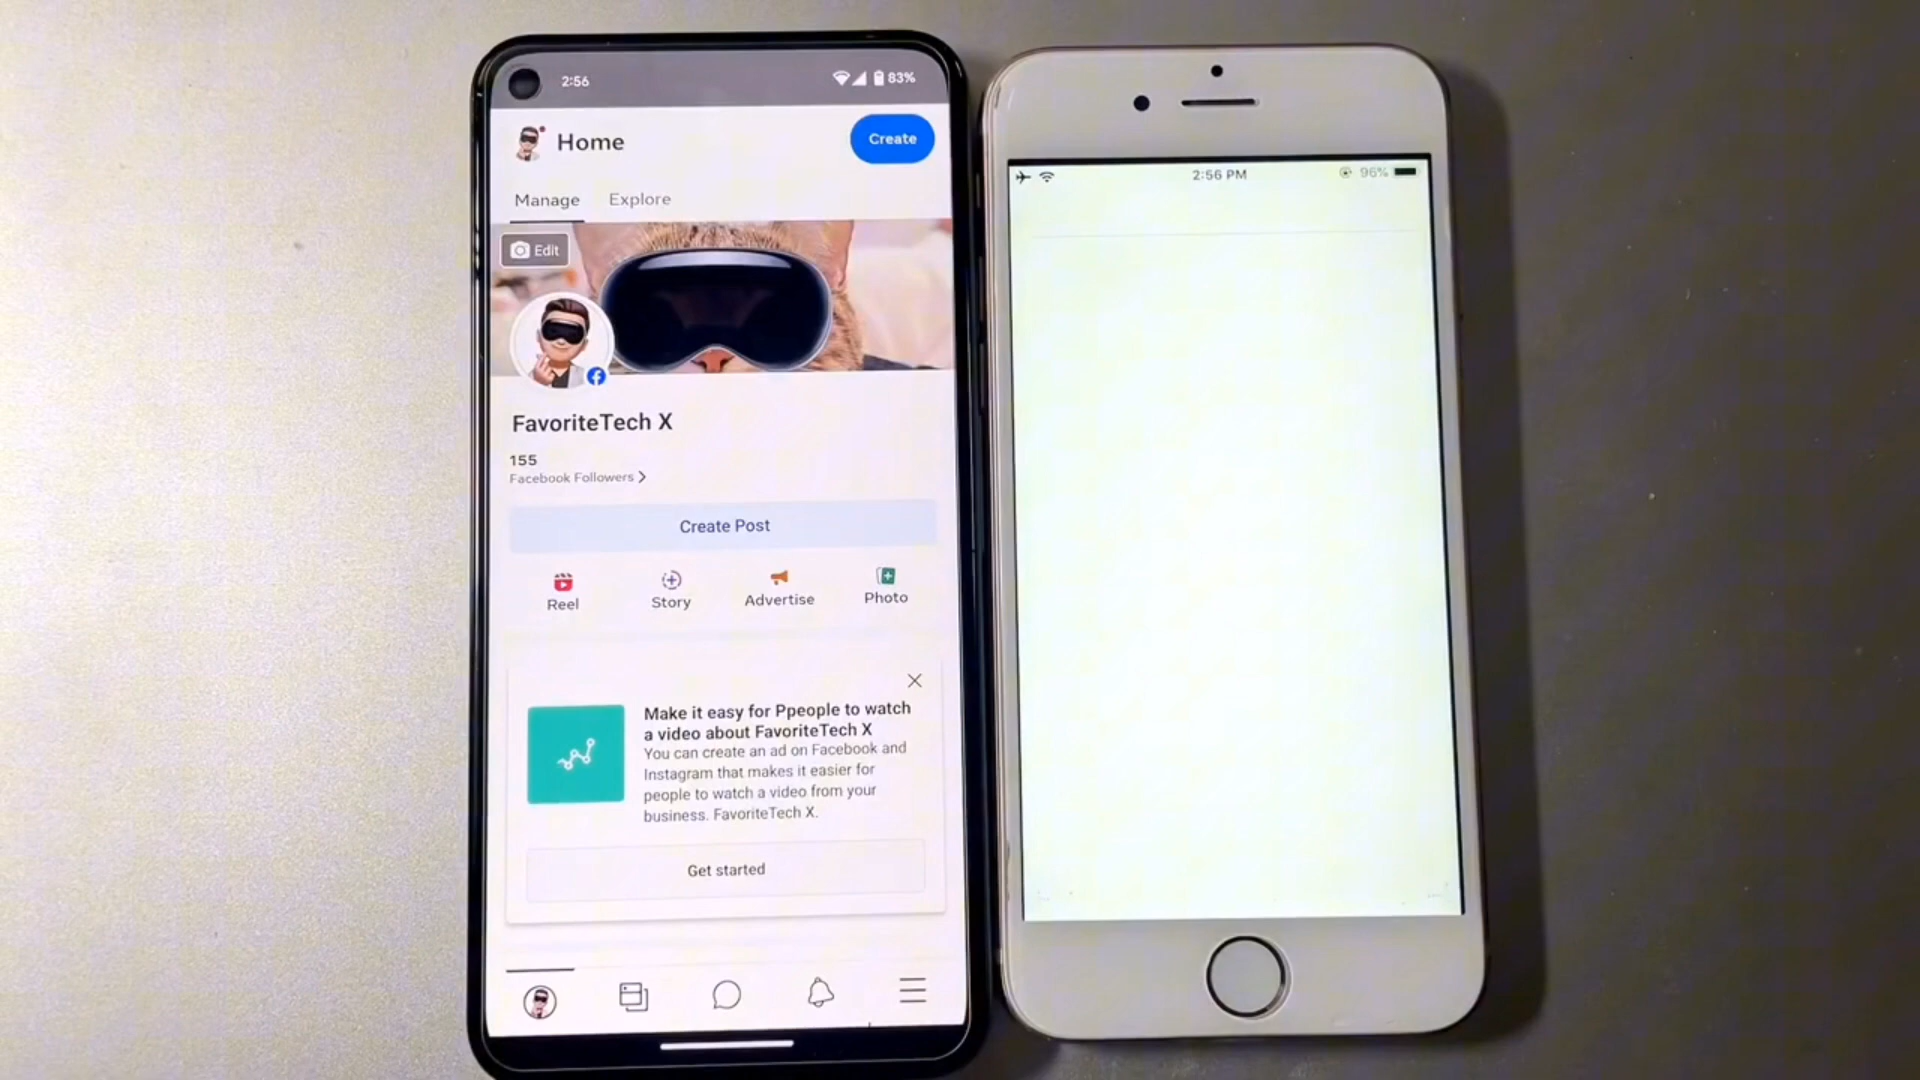 2:56
83%
Home
Create
Manage
Explore
Edit
FavoriteTech X
155
Facebook Followers
Create Post
Reel
Story
Advertise
Photo
Make it easy for Ppeople to watch
a video about FavoriteTech X
You can create an ad on Facebook and
Instagram that makes it easier for
people to watch a video from your
business. FavoriteTech X.
Get started
2:56 PM
96%